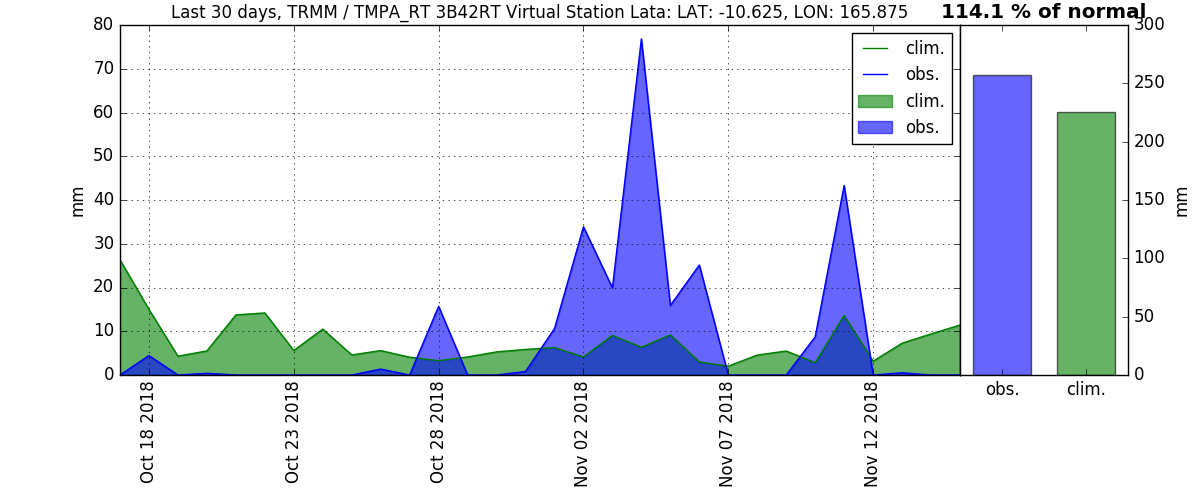 Last 30 days, TRMM / TMPA_RT 3B42RT Virtual Station Lata: LAT: -10.625, LON: 165.875
114.1 % of normal
80
70
60
50
40
30
20
10
0
mm
clim.
obs.
clim.
obs.
300
250
200
150
100
50
0
mm
obs.
clim.
Oct 18 2018
Oct 23 2018
Oct 28 2018
Nov 02 2018
Nov 07 2018
Nov 12 2018